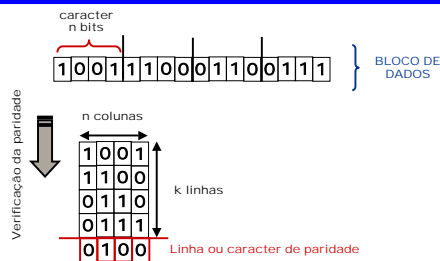 caracter
n bits
1001110001100111
BLOCO DE
DADOS
Verificação da paridade
n colunas
1001
1100
0110
0111
0100
k linhas
Linha ou caracter de paridade